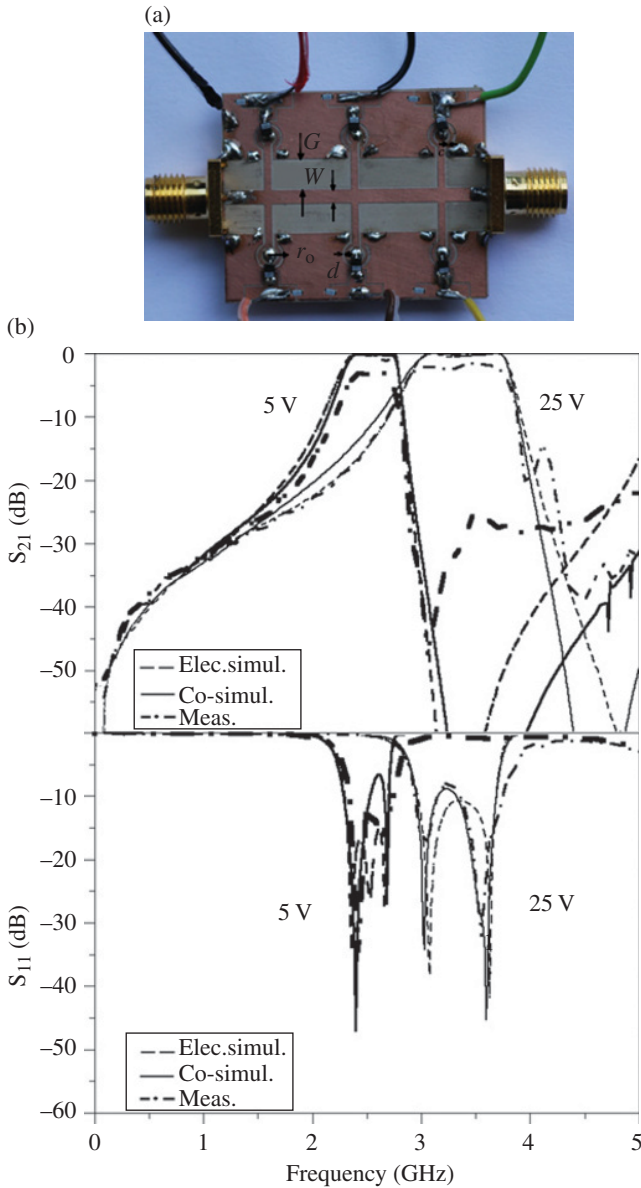 (a)
G
W
c
r₀
d
(b)
0
−10
−20
−30
−40
−50
S₂₁ (dB)
5 V
25 V
Elec.simul.
Co-simul.
Meas.
−10
−20
−30
−40
−50
−60
S₁₁ (dB)
5 V
25 V
Elec.simul.
Co-simul.
Meas.
0
1
2
3
4
5
Frequency (GHz)